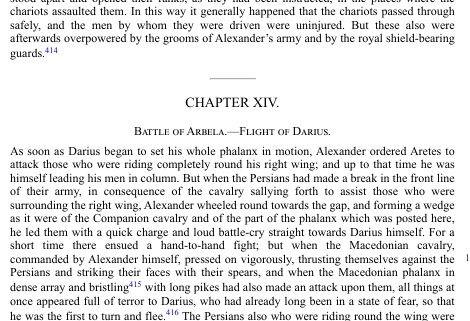 stood apart and opened their ranks, as they had been instructed, in the places where the
chariots assaulted them. In this way it generally happened that the chariots passed through
safely, and the men by whom they were driven were uninjured. But these also were
afterwards overpowered by the grooms of Alexander’s army and by the royal shield-bearing
guards.414
CHAPTER XIV.
Battle of Arbela.—Flight of Darius.
As soon as Darius began to set his whole phalanx in motion, Alexander ordered Aretes to
attack those who were riding completely round his right wing; and up to that time he was
himself leading his men in column. But when the Persians had made a break in the front line
of their army, in consequence of the cavalry sallying forth to assist those who were
surrounding the right wing, Alexander wheeled round towards the gap, and forming a wedge
as it were of the Companion cavalry and of the part of the phalanx which was posted here,
he led them with a quick charge and loud battle-cry straight towards Darius himself. For a
short time there ensued a hand-to-hand fight; but when the Macedonian cavalry,
commanded by Alexander himself, pressed on vigorously, thrusting themselves against the
Persians and striking their faces with their spears, and when the Macedonian phalanx in
dense array and bristling415 with long pikes had also made an attack upon them, all things at
once appeared full of terror to Darius, who had already long been in a state of fear, so that
he was the first to turn and flee.416 The Persians also who were riding round the wing were